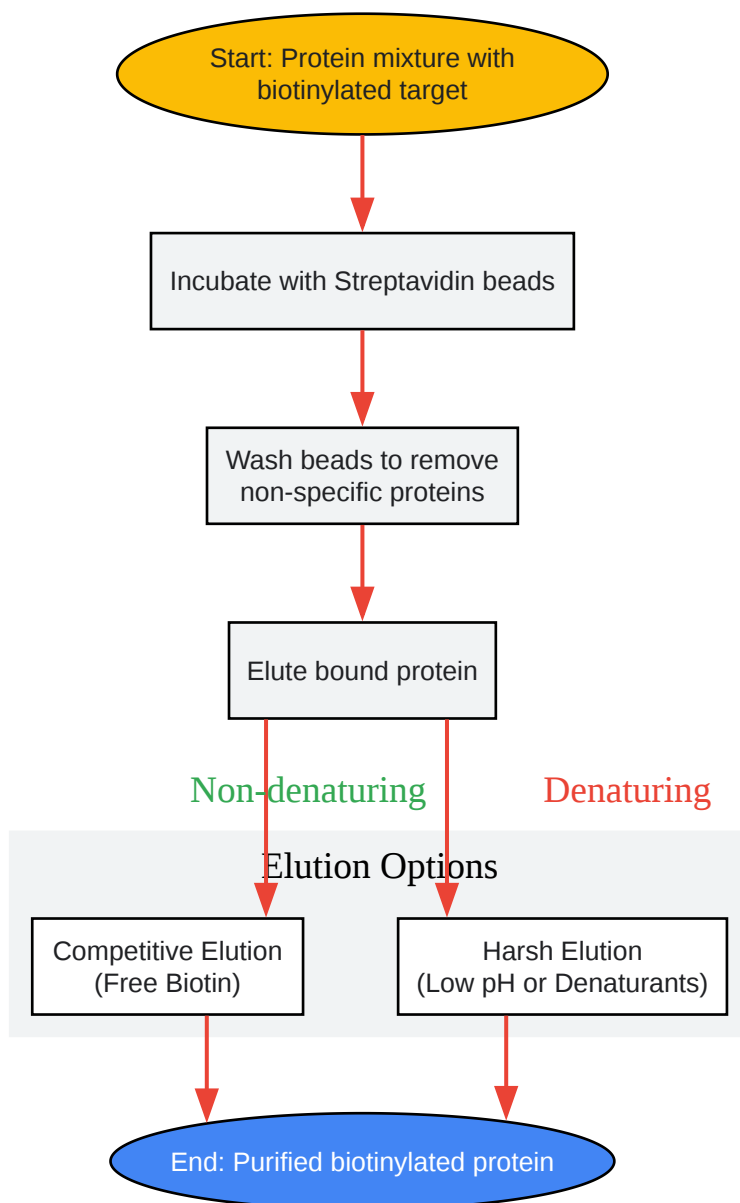 Start: Protein mixture with
biotinylated target
Incubate with Streptavidin beads
Wash beads to remove
non-specific proteins
Elute bound protein
Non-denaturing
Denaturing
Elution Options
Competitive Elution
(Free Biotin)
Harsh Elution
(Low pH or Denaturants)
End: Purified biotinylated protein